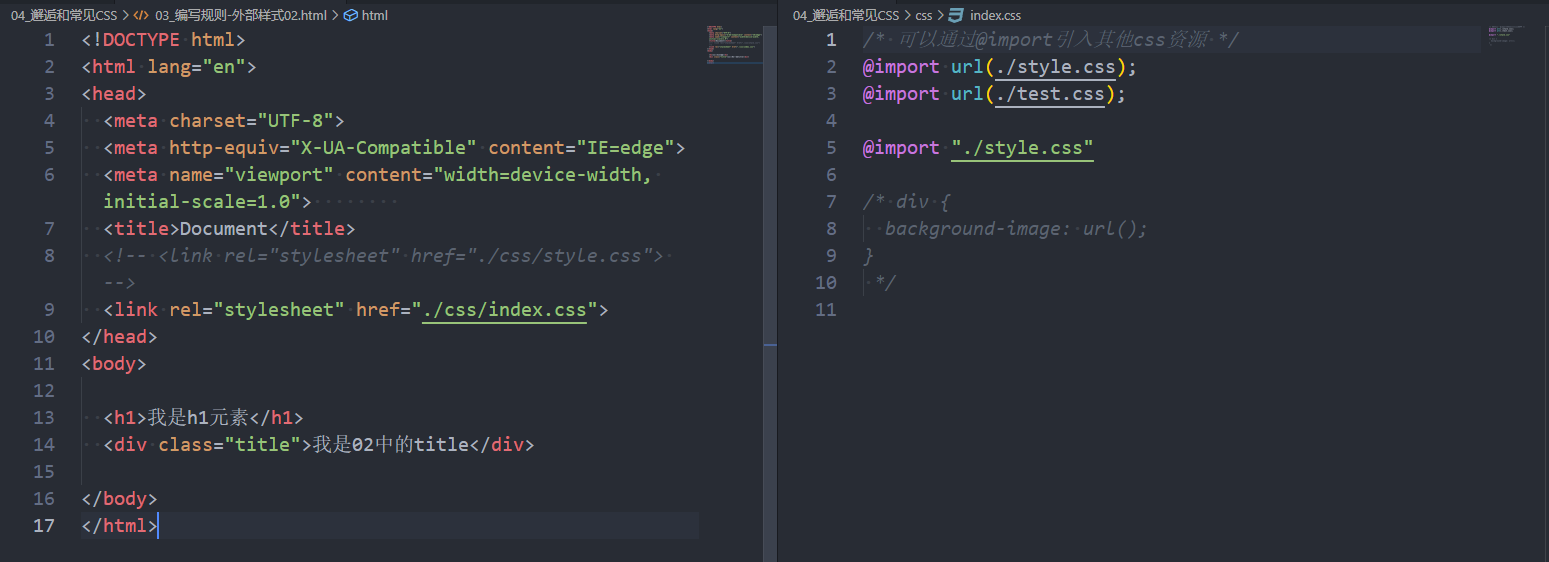 04_邂逅和常见CSS > 03_编写规则-外部样式02.html > html
1 <!DOCTYPE html>
2 <html lang="en">
3 <head>
4 <meta charset="UTF-8">
5 <meta http-equiv="X-UA-Compatible" content="IE=edge">
6 <meta name="viewport" content="width=device-width,
initial-scale=1.0">
7 <title>Document</title>
8 <!-- <link rel="stylesheet" href="./css/style.css">
-->
9 <link rel="stylesheet" href="./css/index.css">
10 </head>
11 <body>
12
13 <h1>我是h1元素</h1>
14 <div class="title">我是02中的title</div>
15
16 </body>
17 </html>
04_邂逅和常见CSS > css > index.css
1 /* 可以通过@import引入其他css资源 */
2 @import url(./style.css);
3 @import url(./test.css);
4
5 @import "./style.css"
6
7 /* div {
8 background-image: url();
9 }
10 */
11